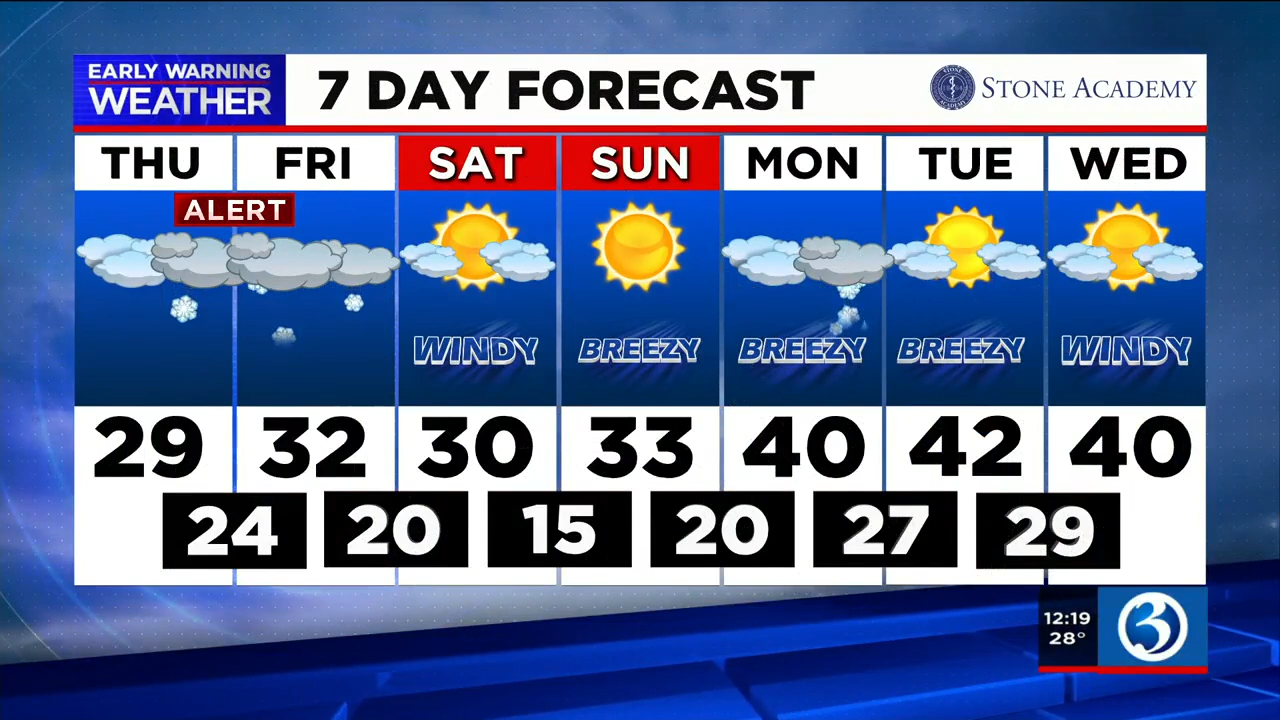 EARLY WARNING
WEATHER
7 DAY FORECAST
STONE ACADEMY
THU FRI SAT SUN MON TUE WED
ALERT
WINDY BREEZY BREEZY BREEZY WINDY
29 32 30 33 40 42 40
24 20 15 20 27 29
12:19
28°
3